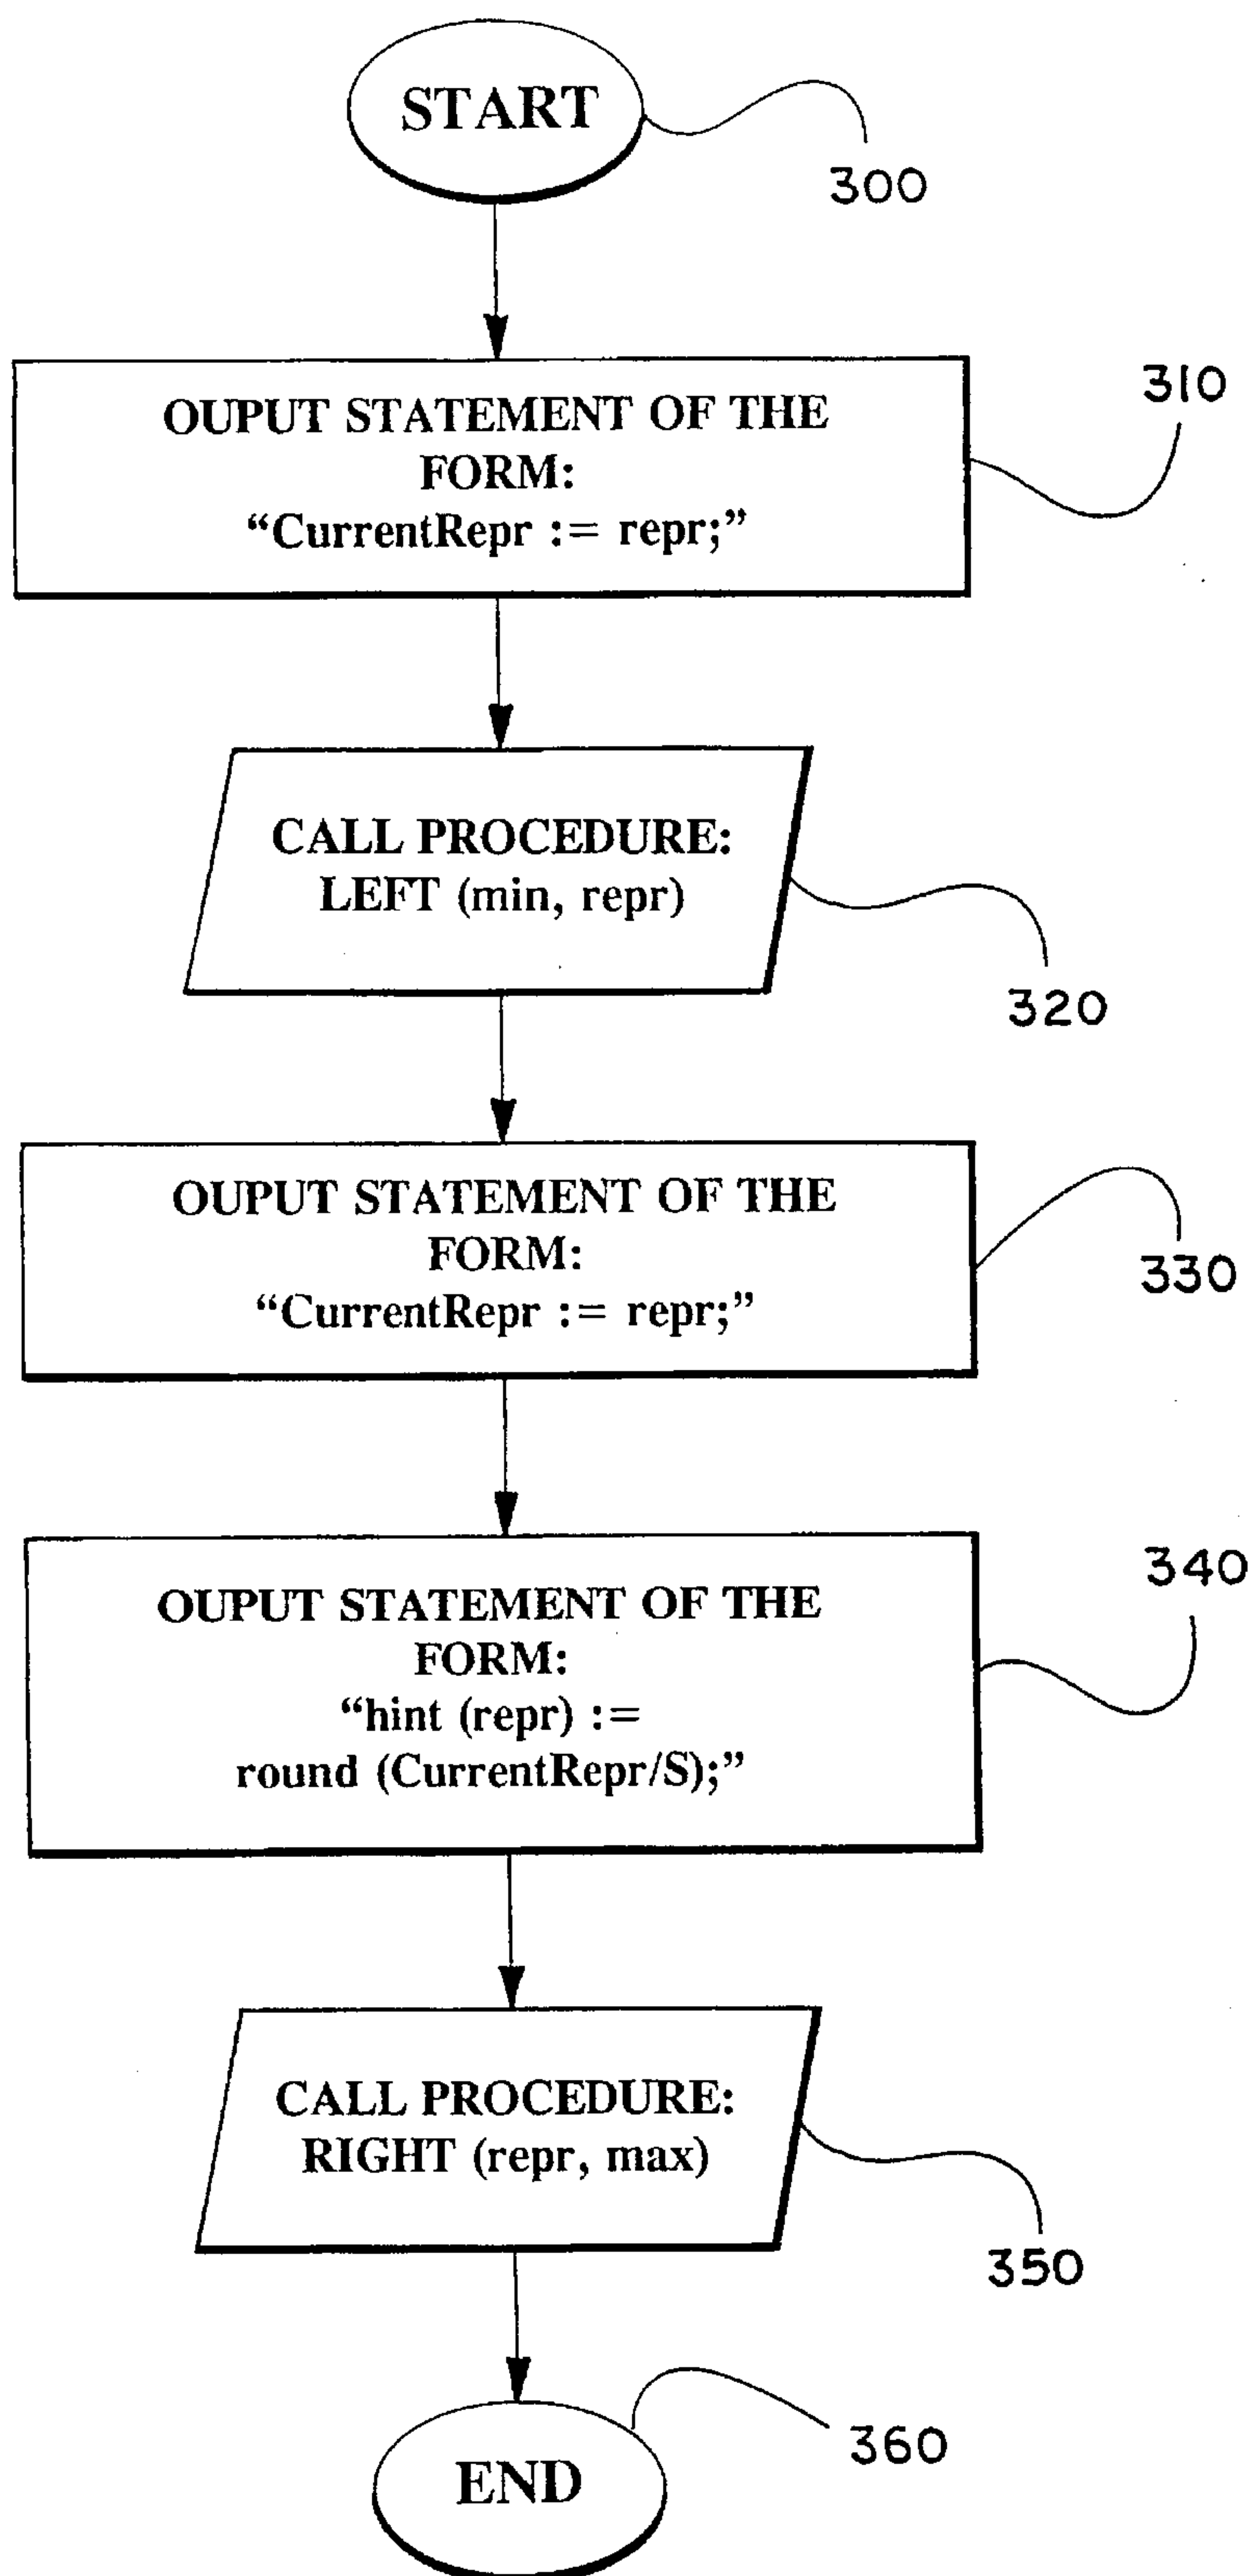 START
300
OUPUT STATEMENT OF THE
FORM:
“CurrentRepr := repr;”
310
CALL PROCEDURE:
LEFT (min, repr)
320
OUPUT STATEMENT OF THE
FORM:
“CurrentRepr := repr;”
330
OUPUT STATEMENT OF THE
FORM:
“hint (repr) :=
round (CurrentRepr/S);”
340
CALL PROCEDURE:
RIGHT (repr, max)
350
END
360